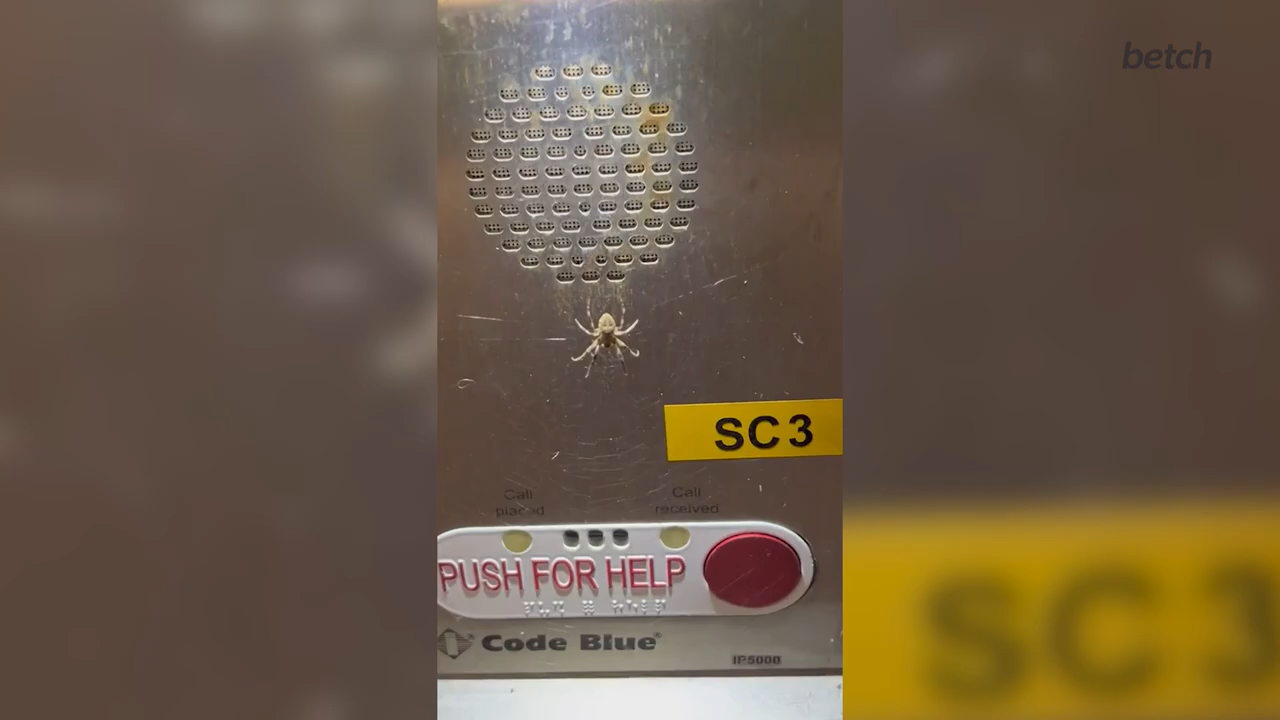 betch
SC3
Call
placed
Call
received
PUSH FOR HELP
Code Blue®
IP5000